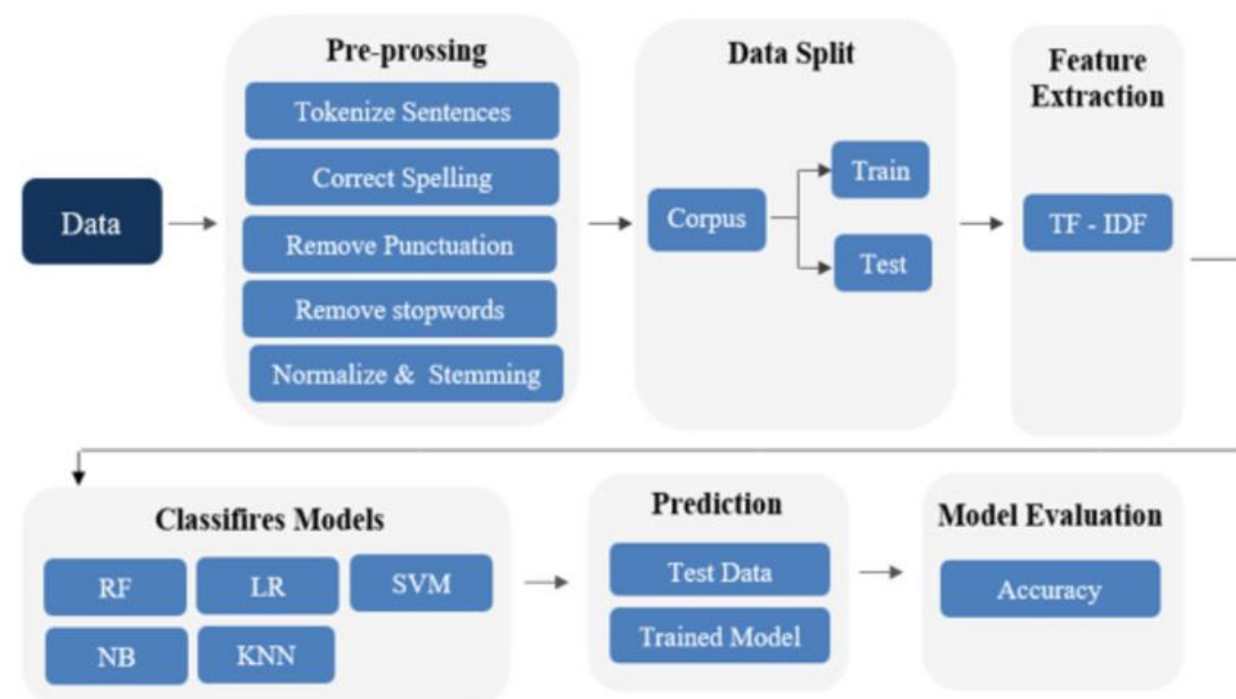 Data
Pre-prossing
Tokenize Sentences
Correct Spelling
Remove Punctuation
Remove stopwords
Normalize & Stemming
Data Split
Corpus
Train
Test
Feature
Extraction
TF - IDF
Classifires Models
RF
LR
SVM
NB
KNN
Prediction
Test Data
Trained Model
Model Evaluation
Accuracy